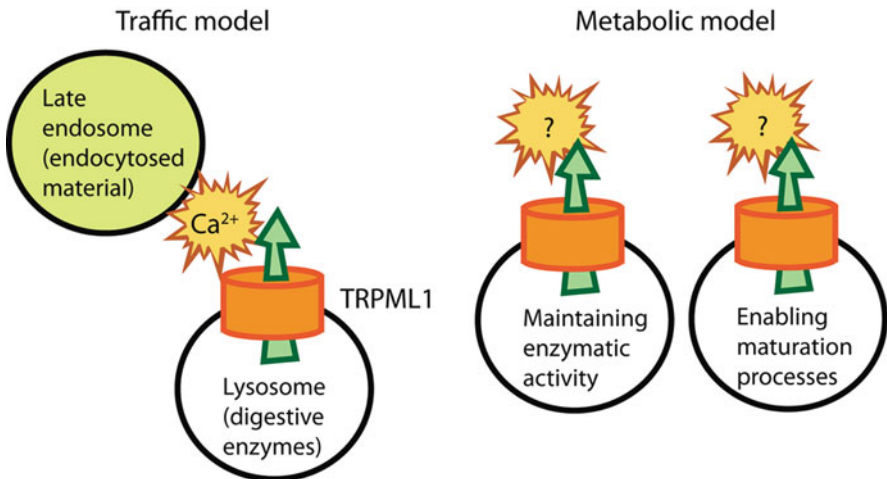 Traffic model
Late
endosome
(endocytosed
material)
Ca²⁺
TRPML1
Lysosome
(digestive
enzymes)
Metabolic model
?
Maintaining
enzymatic
activity
?
Enabling
maturation
processes